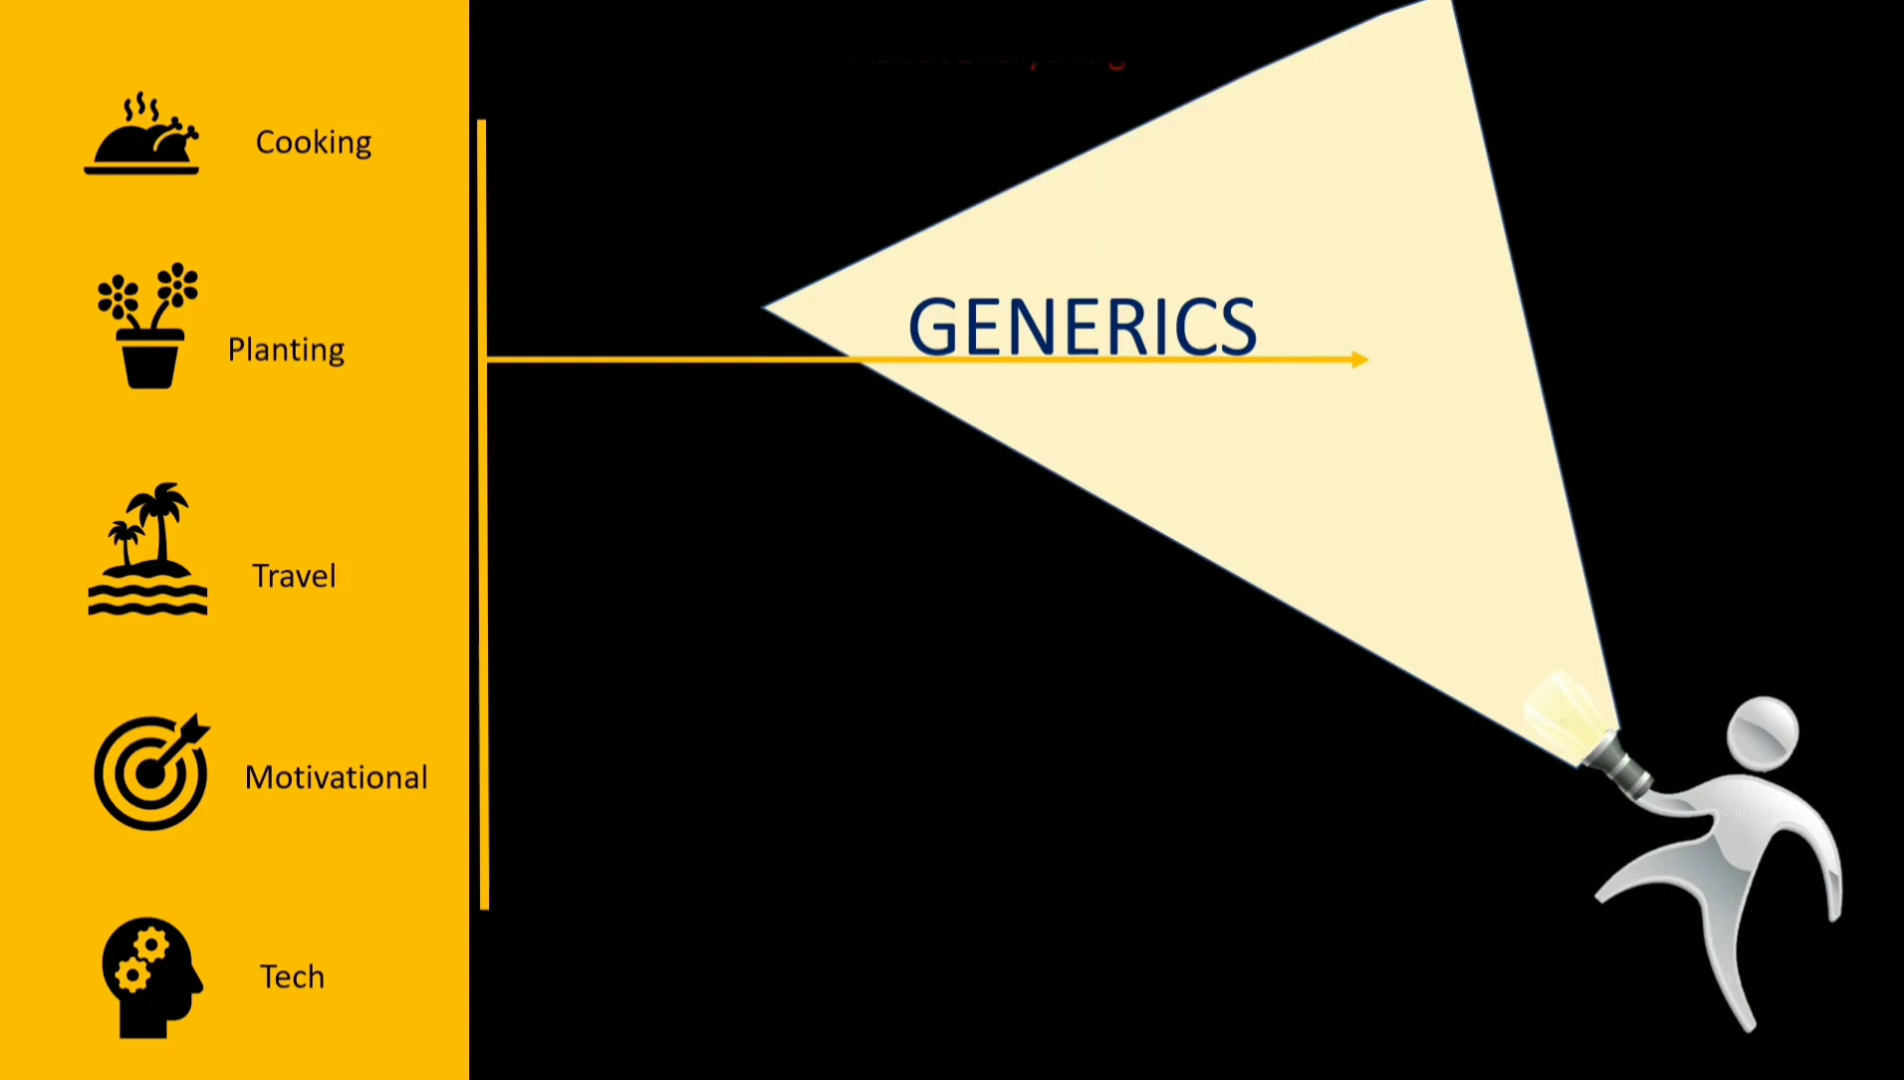 Cooking
Planting
Travel
Motivational
Tech
GENERICS